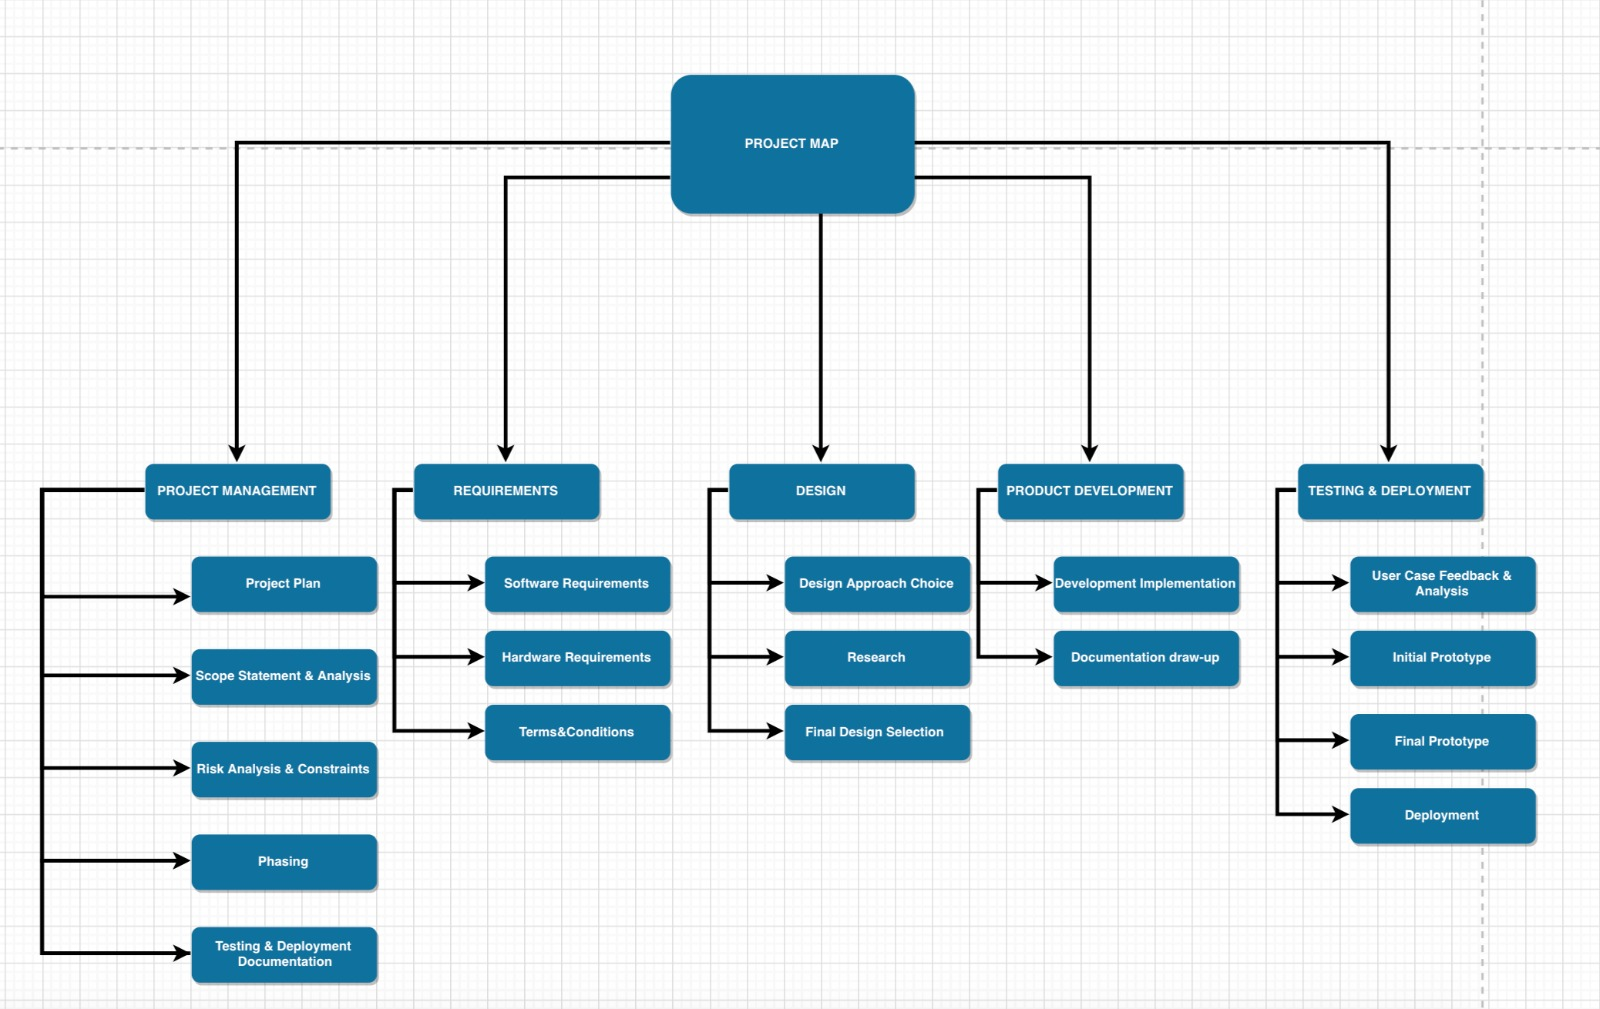 PROJECT MAP
PROJECT MANAGEMENT
Project Plan
Scope Statement & Analysis
Risk Analysis & Constraints
Phasing
Testing & Deployment
Documentation
REQUIREMENTS
Software Requirements
Hardware Requirements
Terms&Conditions
DESIGN
Design Approach Choice
Research
Final Design Selection
PRODUCT DEVELOPMENT
Development Implementation
Documentation draw-up
TESTING & DEPLOYMENT
User Case Feedback &
Analysis
Initial Prototype
Final Prototype
Deployment